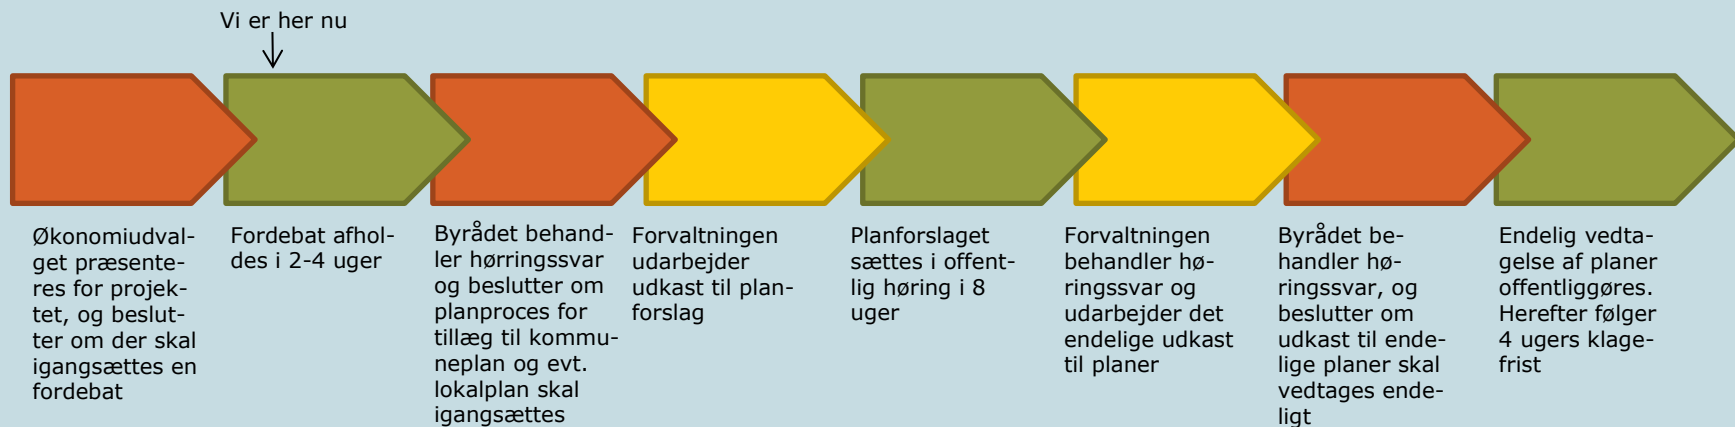 Vi er her nu
Økonomiudval-
get præsente-
res for projek-
tet, og beslut-
ter om der skal
igangsættes en
fordebat
Fordebat afhol-
des i 2-4 uger
Byrådet behand-
ler hørringssvar
og beslutter om
planproces for
tillæg til kommu-
neplan og evt.
lokalplan skal
igangsættes
Forvaltningen
udarbejder
udkast til plan-
forslag
Planforslaget
sættes i offent-
lig høring i 8
uger
Forvaltningen
behandler hø-
ringssvar og
udarbejder det
endelige udkast
til planer
Byrådet be-
handler hø-
ringssvar, og
beslutter om
udkast til ende-
lige planer skal
vedtages ende-
ligt
Endelig vedta-
gelse af planer
offentliggøres.
Herefter følger
4 ugers klage-
frist